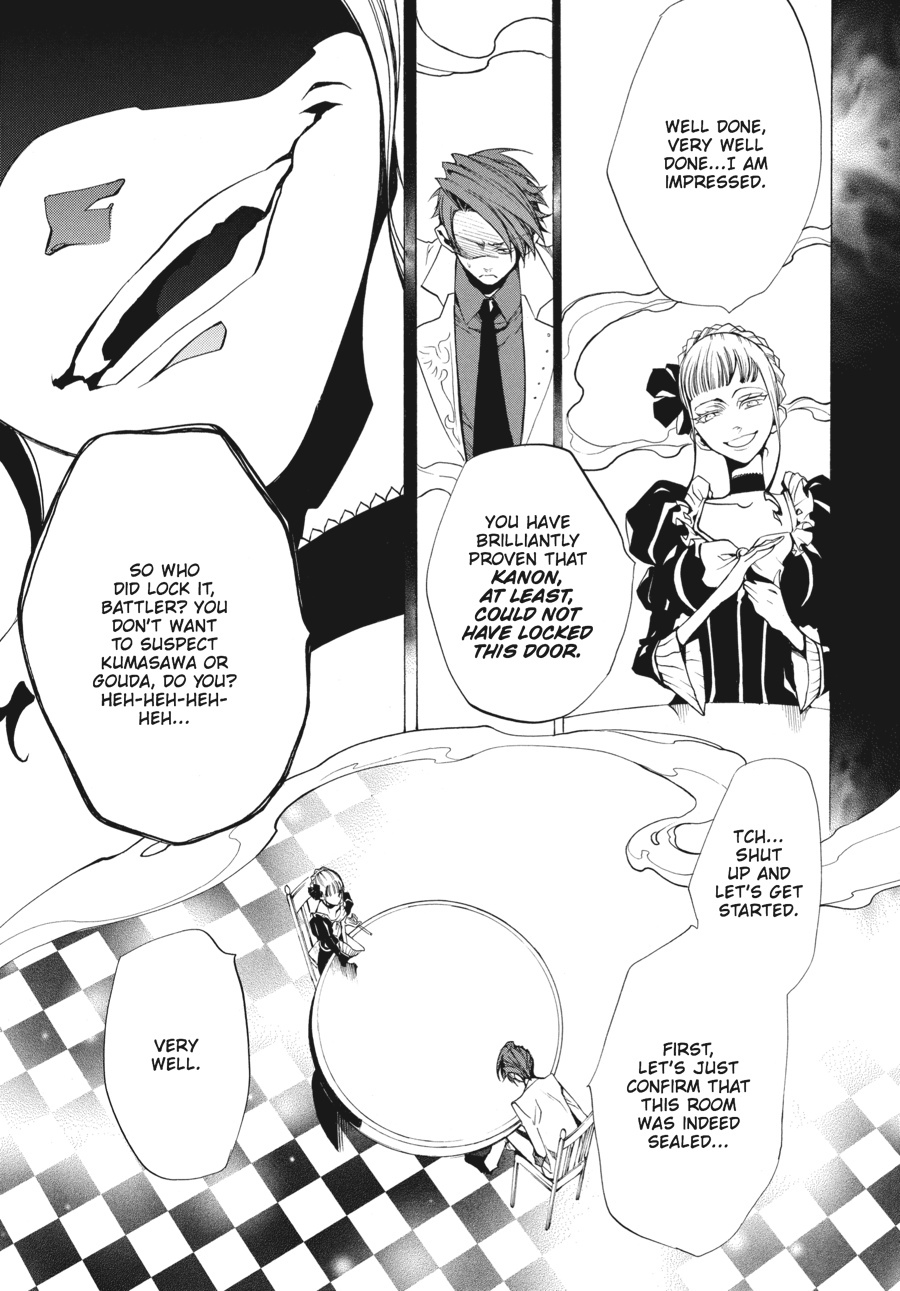 WELL DONE,
VERY WELL
DONE...I AM
IMPRESSED.
YOU HAVE
BRILLIANTLY
PROVEN THAT
KANON,
AT LEAST,
COULD NOT
HAVE LOCKED
THIS DOOR.
SO WHO
DID LOCK IT,
BATTLER? YOU
DON'T WANT
TO SUSPECT
KUMASAWA OR
GOUDA, DO YOU?
HEH-HEH-HEH-
HEH...
TCH...
SHUT
UP AND
LET'S GET
STARTED.
FIRST,
LET'S JUST
CONFIRM THAT
THIS ROOM
WAS INDEED
SEALED...
VERY
WELL.